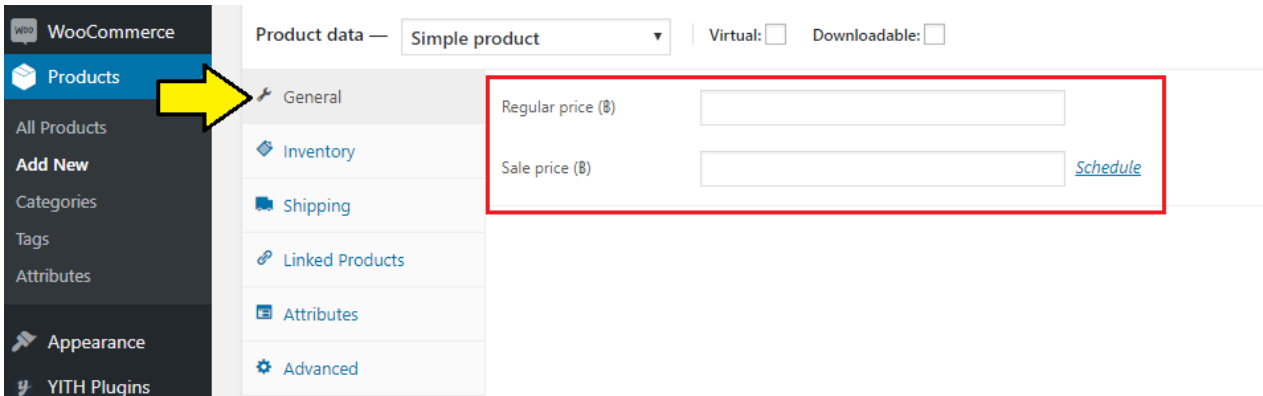 Woo WooCommerce
Products
All Products
Add New
Categories
Tags
Attributes
Appearance
YITH Plugins
Product data — Simple product Virtual: Downloadable:
General
Inventory
Shipping
Linked Products
Attributes
Advanced
Regular price (฿)
Sale price (฿) Schedule